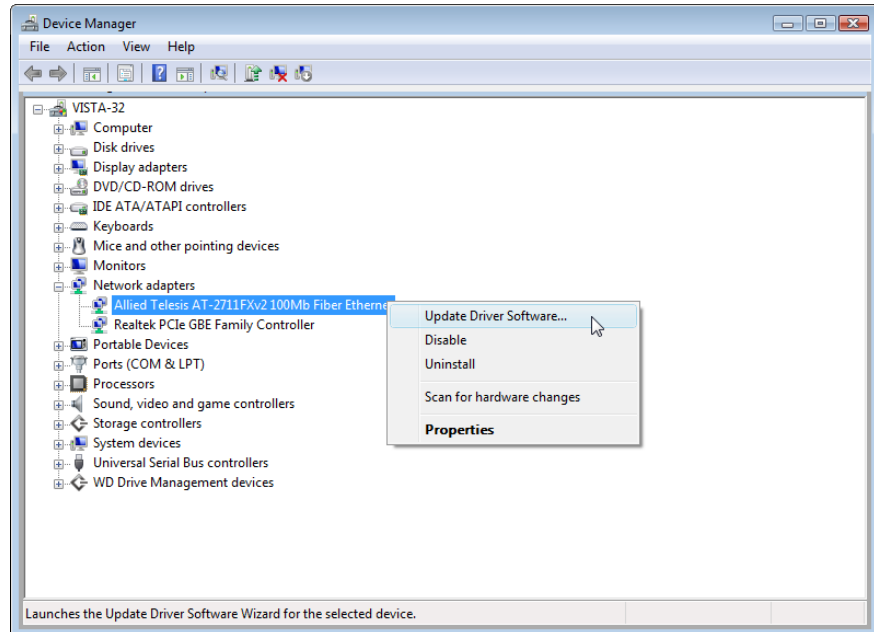 Device Manager
File Action View Help
VISTA-32
Computer
Disk drives
Display adapters
DVD/CD-ROM drives
IDE ATA/ATAPI controllers
Keyboards
Mice and other pointing devices
Monitors
Network adapters
Allied Telesis AT-2711FXv2 100Mb Fiber Etherne
Realtek PCIe GBE Family Controller
Portable Devices
Ports (COM & LPT)
Processors
Sound, video and game controllers
Storage controllers
System devices
Universal Serial Bus controllers
WD Drive Management devices
Update Driver Software...
Disable
Uninstall
Scan for hardware changes
Properties
Launches the Update Driver Software Wizard for the selected device.